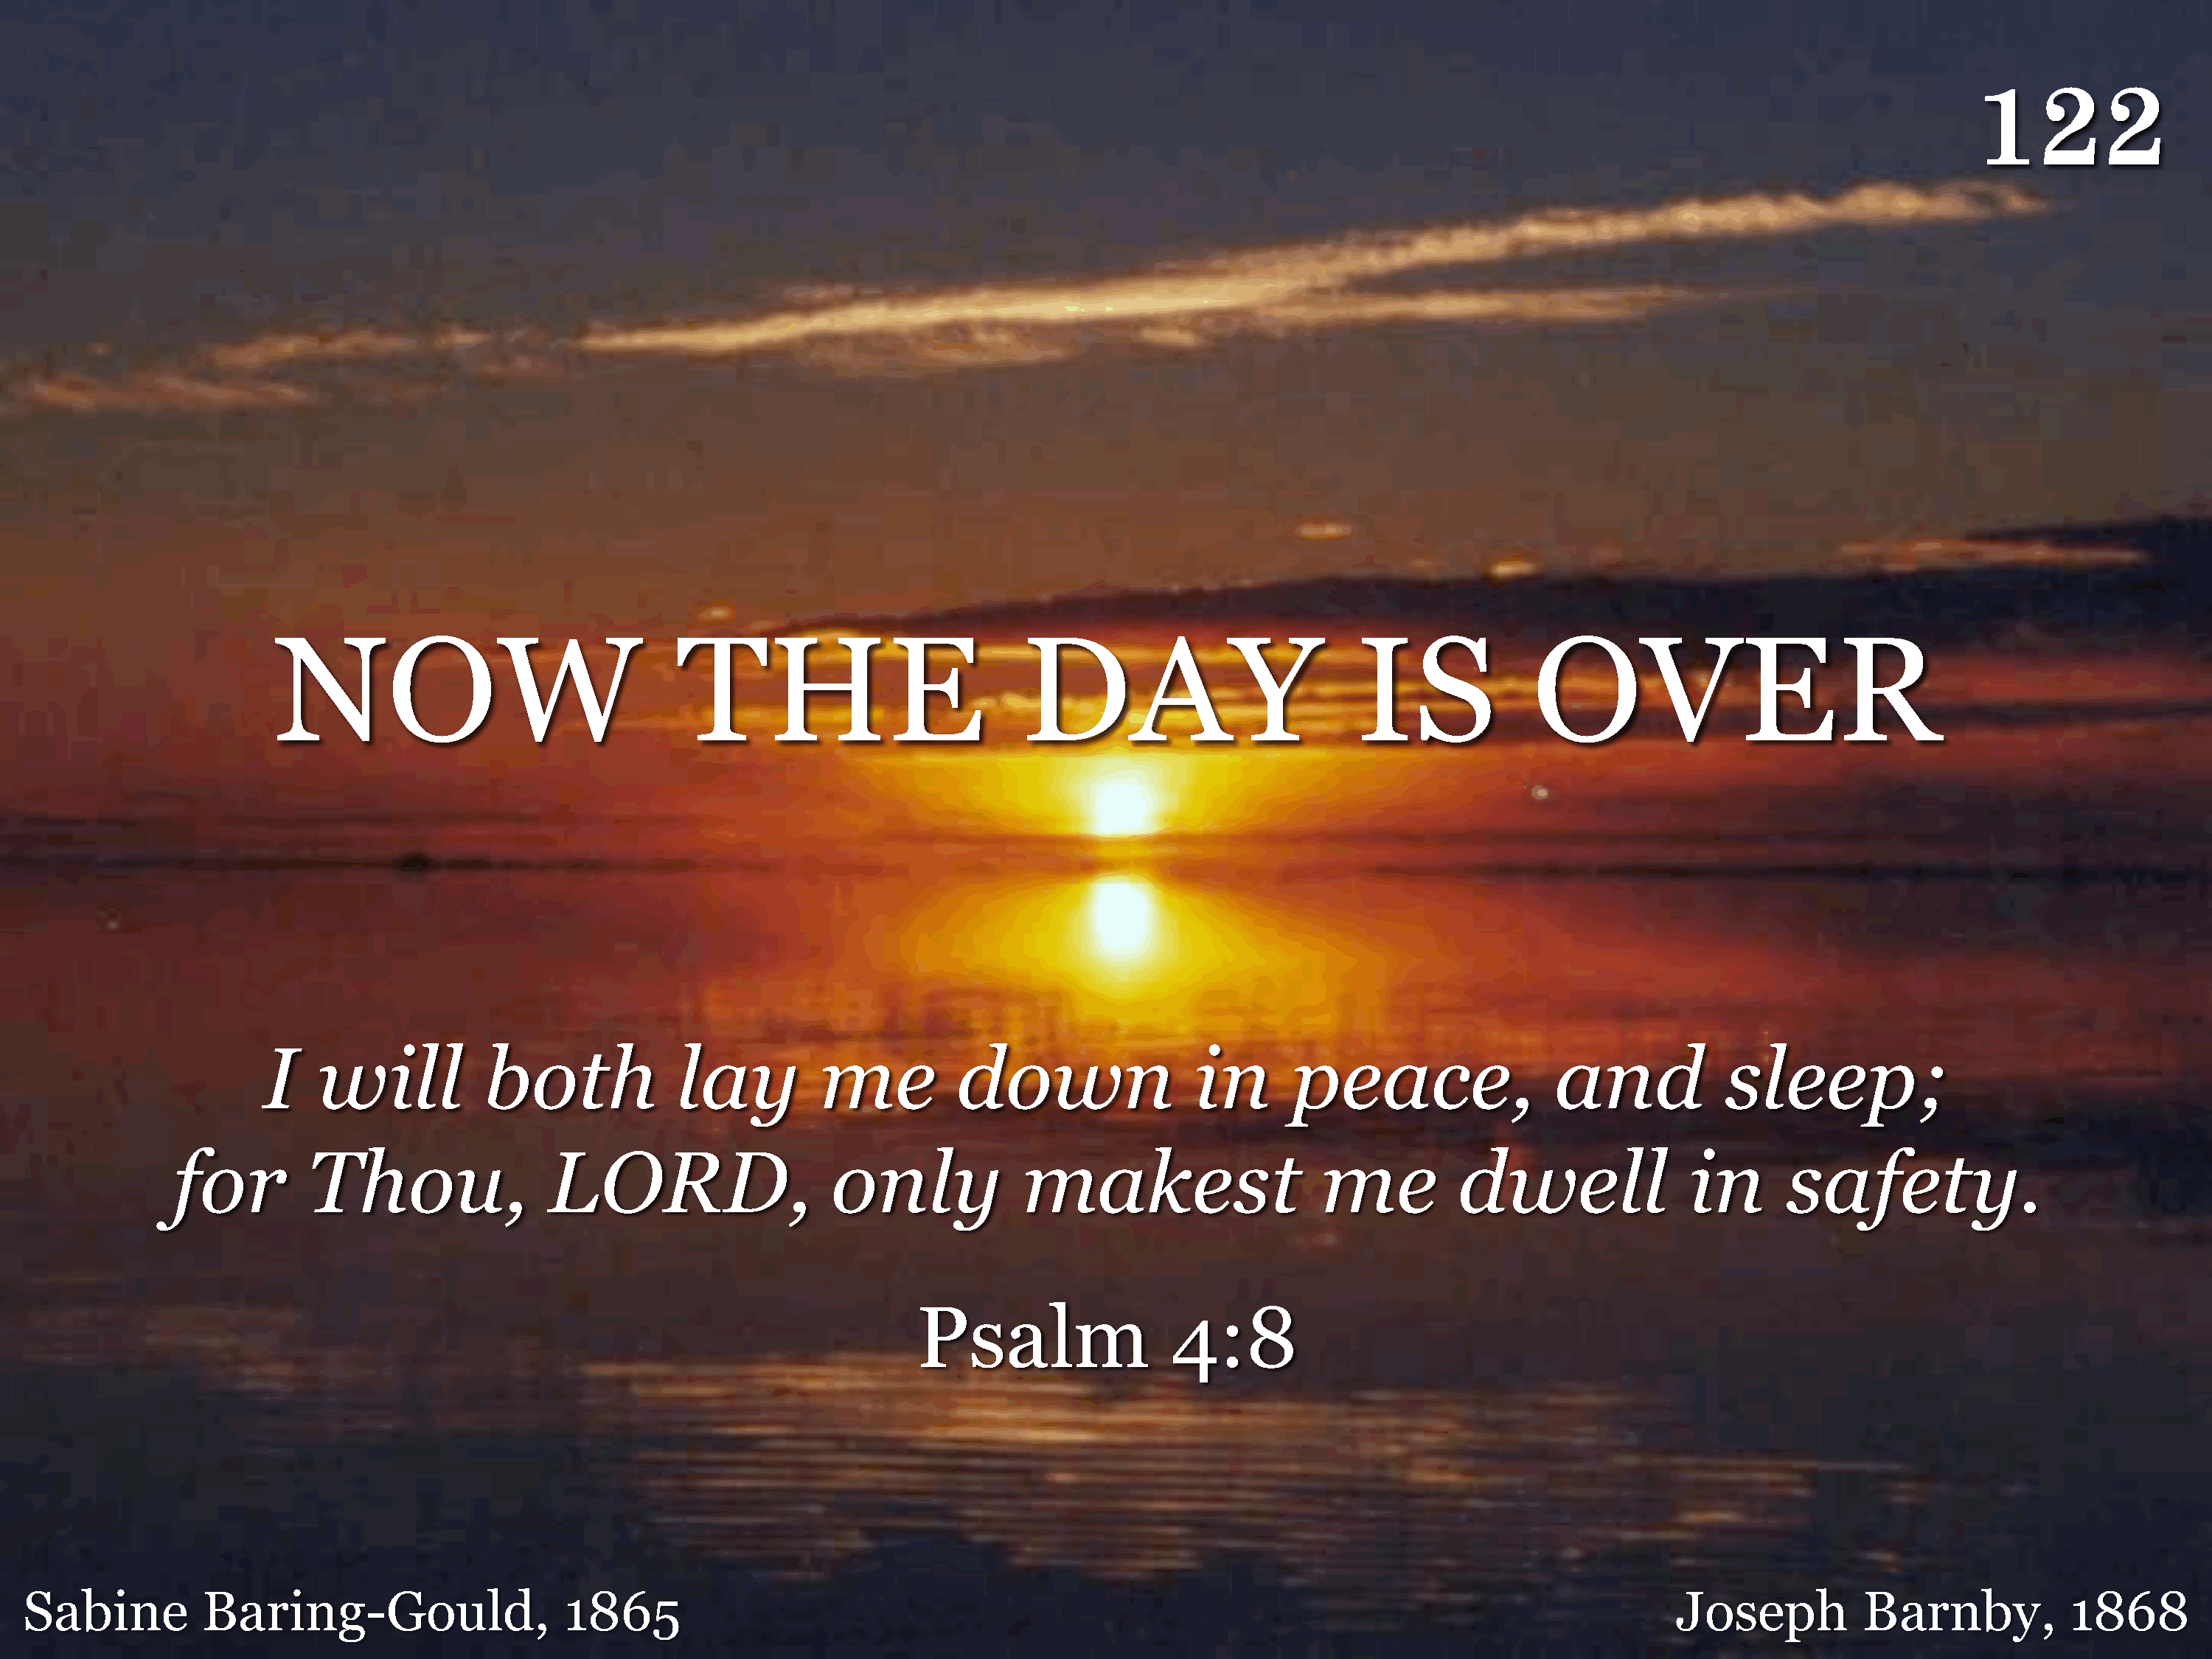 122
NOW THE DAY IS OVER
I will both lay me down in peace, and sleep;
for Thou, LORD, only makest me dwell in safety.
Psalm 4:8
Sabine Baring-Gould, 1865
Joseph Barnby, 1868